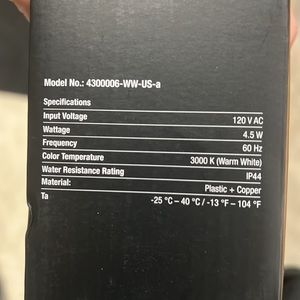 Model No.: 4300006-WW-US-a
Specifications
Input Voltage 120 V AC
Wattage 4.5 W
Frequency 60 Hz
Color Temperature 3000 K (Warm White)
Water Resistance Rating IP44
Material: Plastic + Copper
Ta -25 °C – 40 °C / -13 °F – 104 °F